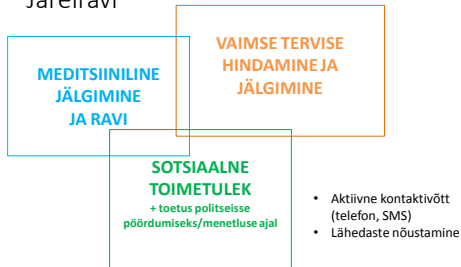 Järelravi
VAIMSE TERVISE
HINDAMINE JA
JÄLGIMINE
MEDITSIINILINE
JÄLGIMINE
JA RAVI
SOTSIAALNE
TOIMETULEK
+ toetus politseisse
pöördumiseks/menetluse ajal
• Aktiivne kontaktivõtt
(telefon, SMS)
• Lähedaste nõustamine